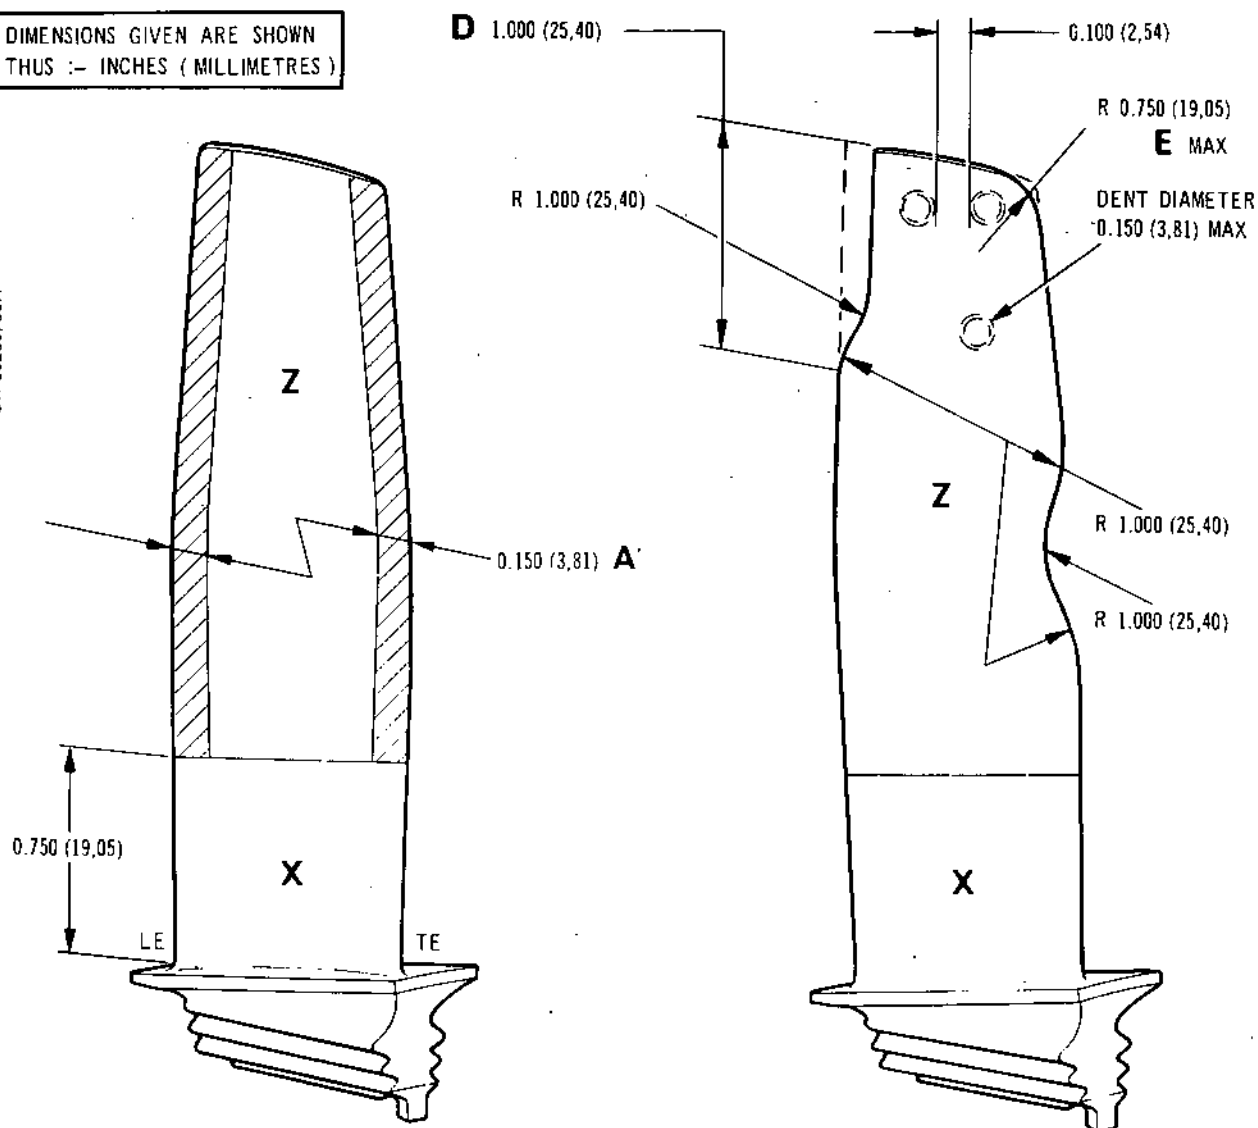 DIMENSIONS GIVEN ARE SHOWN
THUS :- INCHES ( MILLIMETRES )
D 1.000 (25,40)
0.100 (2,54)
R 0.750 (19,05)
E MAX
R 1.000 (25,40)
DENT DIAMETER
0.150 (3,81) MAX
Z
Z
R 1.000 (25,40)
0.150 (3,81) A
R 1.000 (25,40)
0.750 (19,05)
X
X
LE
TE